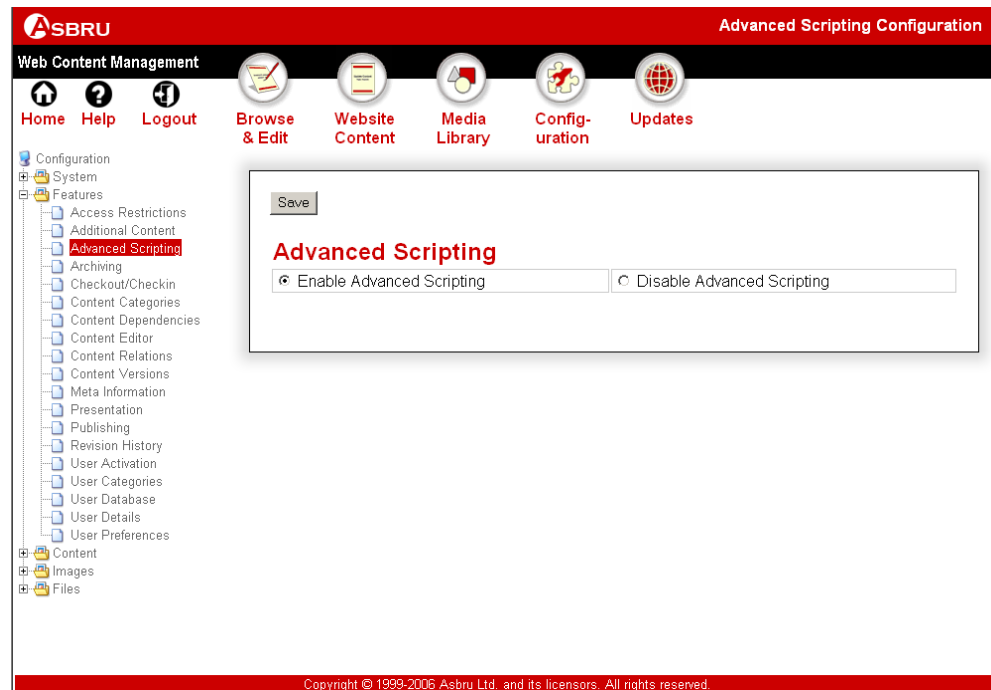 ASBRU
Advanced Scripting Configuration
Web Content Management
Home
Help
Logout
Browse
& Edit
Website
Content
Media
Library
Config-
uration
Updates
Configuration
System
Features
Access Restrictions
Additional Content
Advanced Scripting
Archiving
Checkout/Checkin
Content Categories
Content Dependencies
Content Editor
Content Relations
Content Versions
Meta Information
Presentation
Publishing
Revision History
User Activation
User Categories
User Database
User Details
User Preferences
Content
Images
Files
Save
Advanced Scripting
Enable Advanced Scripting
Disable Advanced Scripting
Copyright © 1999-2006 Asbru Ltd. and its licensors. All rights reserved.